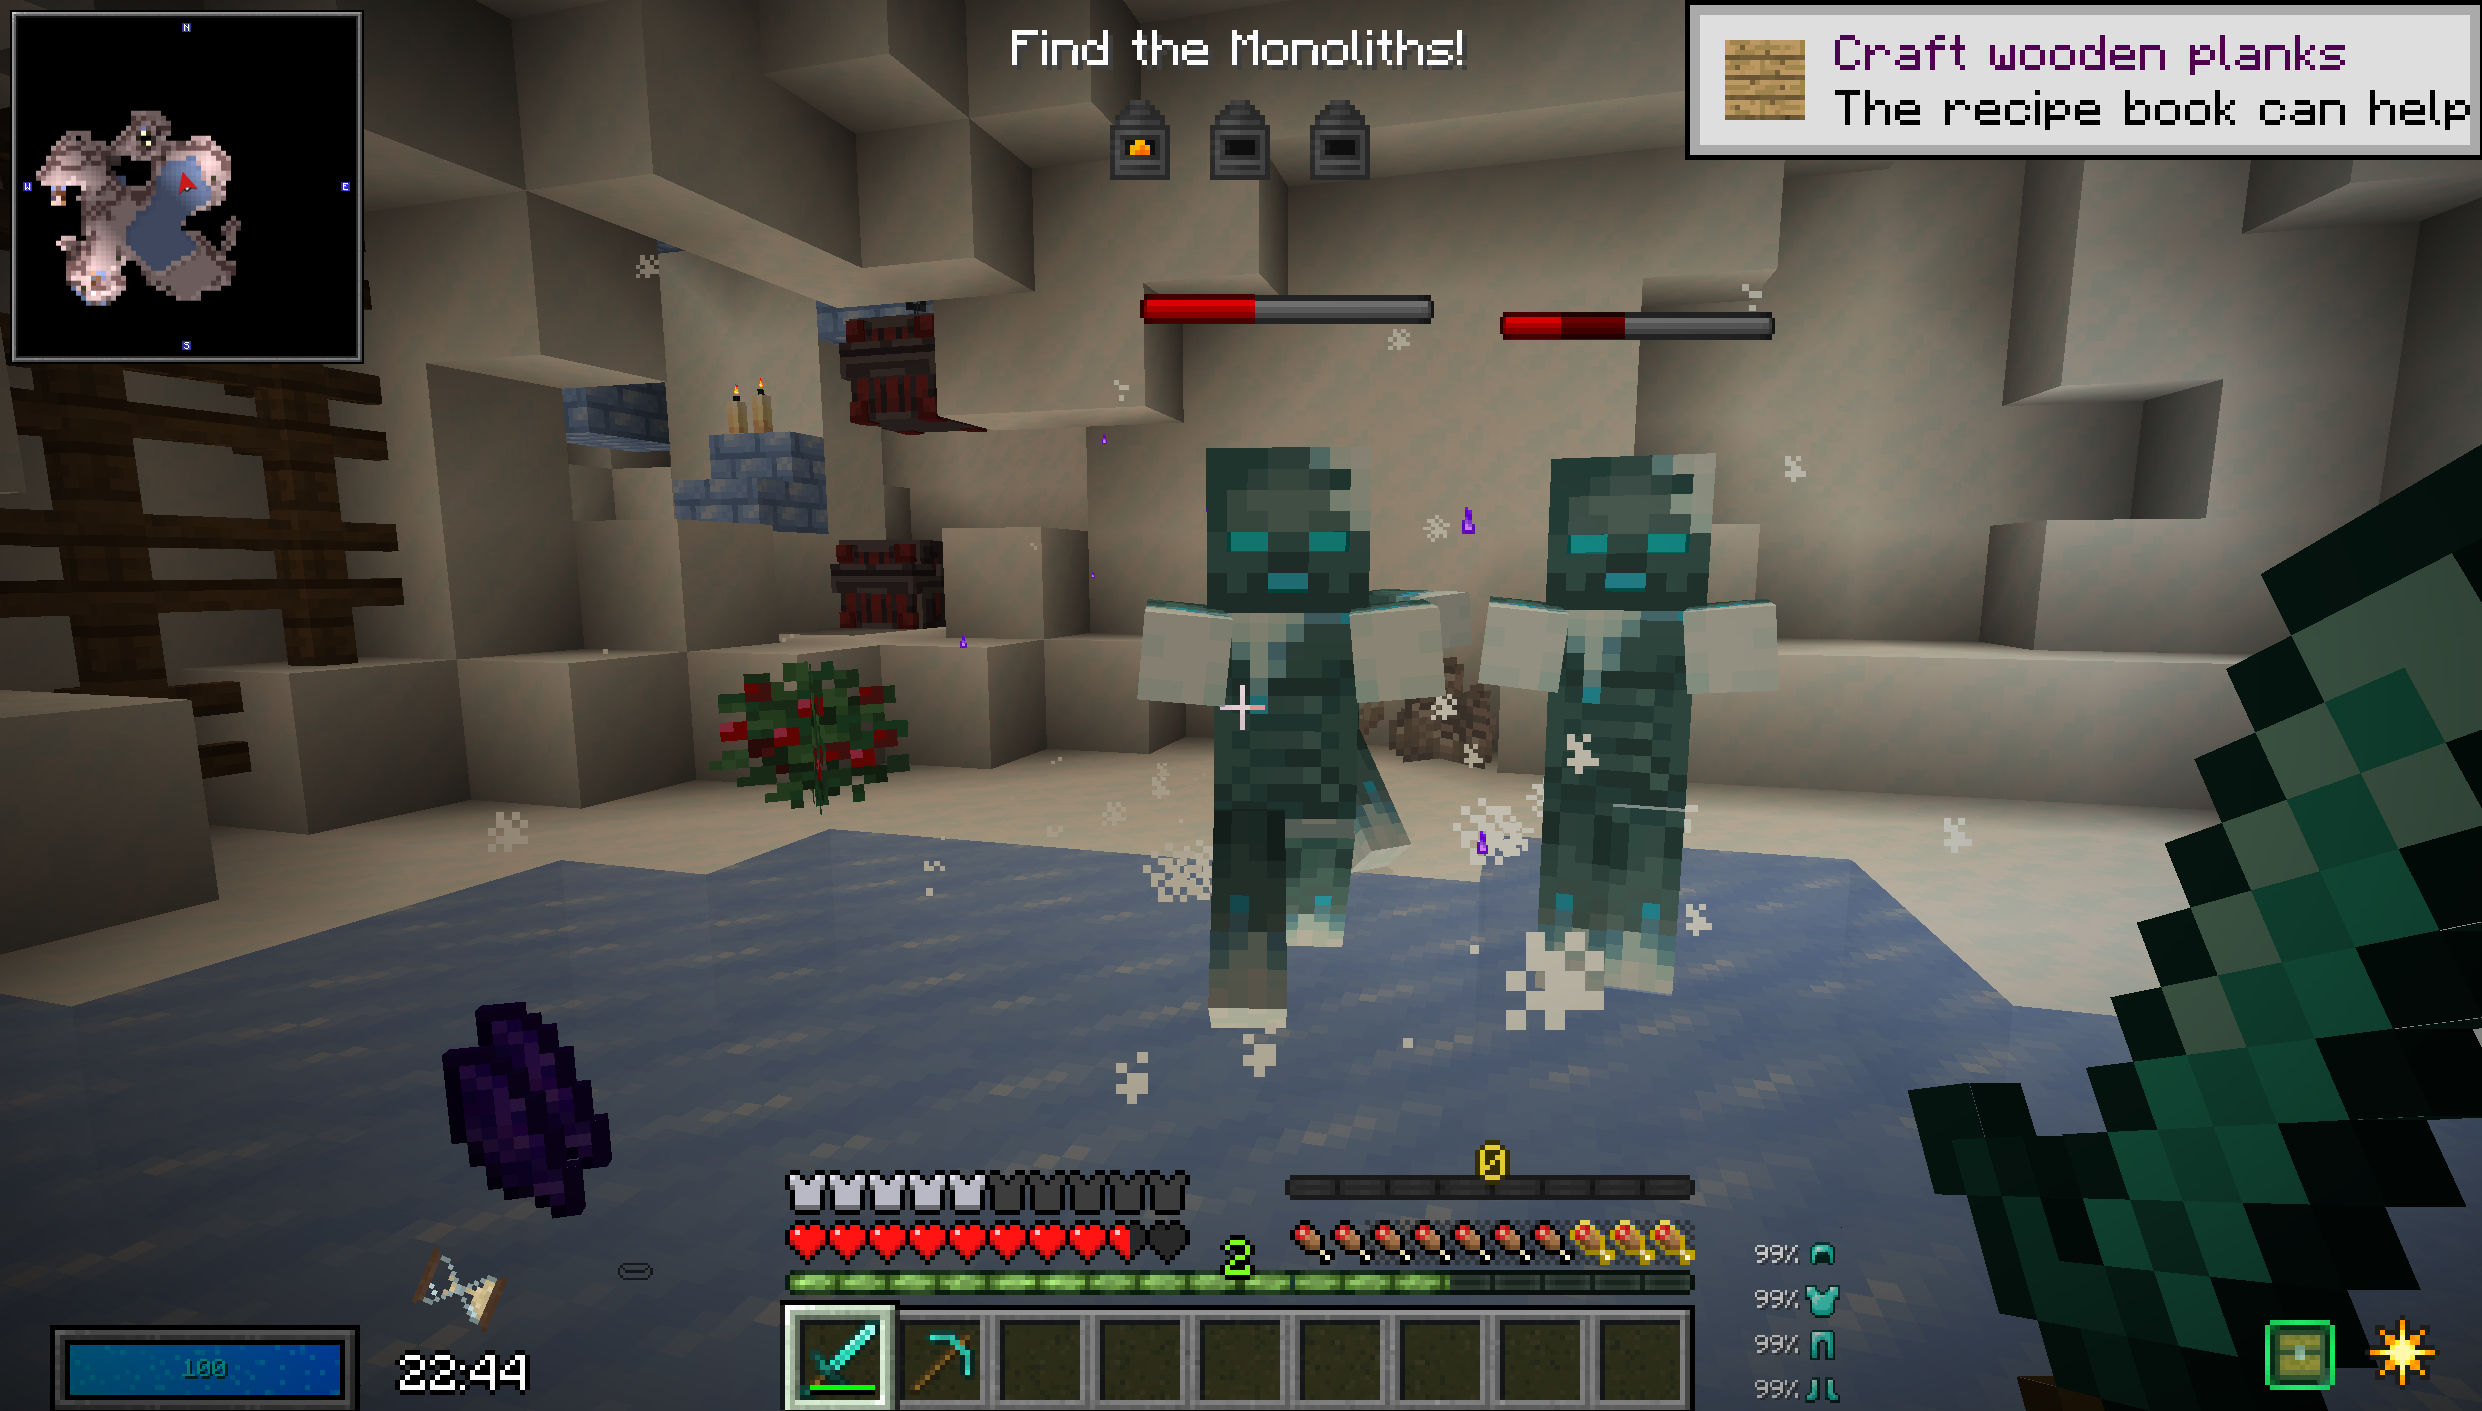 N
Find the Monoliths!
Craft wooden planks
The recipe book can help
W
E
S
0
2
99%
99%
99%
99%
100
22:44